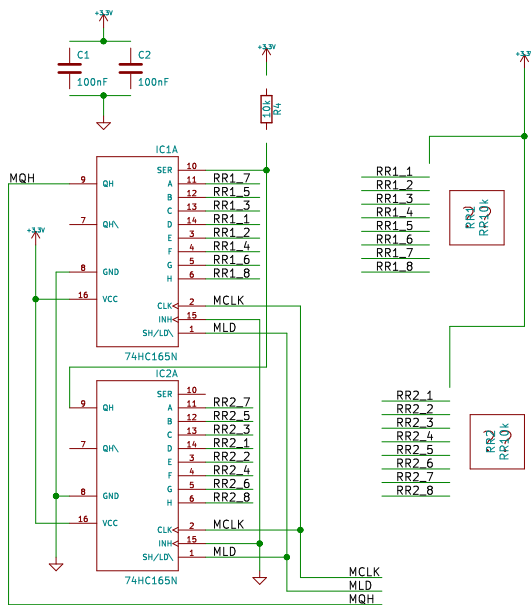 +3.3V
C1
C2
100nF
100nF
+3.3V
10k
R4
+3.3V
IC1A
MQH
9
QH
SER
10
A
11
RR1_7
B
12
RR1_5
C
13
RR1_3
7
QH\
D
14
RR1_1
E
3
RR1_2
F
4
RR1_4
8
GND
G
5
RR1_6
H
6
RR1_8
16
VCC
CLK
2
MCLK
INH
15
SH/LD\
1
MLD
74HC165N
+3.3V
RR1_1
RR1_2
RR1_3
RR1_4
RR1_5
RR1_6
RR1_7
RR1_8
RR1
RR10k
IC2A
SER
10
9
QH
A
11
RR2_7
B
12
RR2_5
C
13
RR2_3
7
QH\
D
14
RR2_1
E
3
RR2_2
F
4
RR2_4
8
GND
G
5
RR2_6
H
6
RR2_8
16
VCC
CLK
2
MCLK
INH
15
SH/LD\
1
MLD
74HC165N
RR2_1
RR2_2
RR2_3
RR2_4
RR2_5
RR2_6
RR2_7
RR2_8
RR2
RR10k
MCLK
MLD
MQH